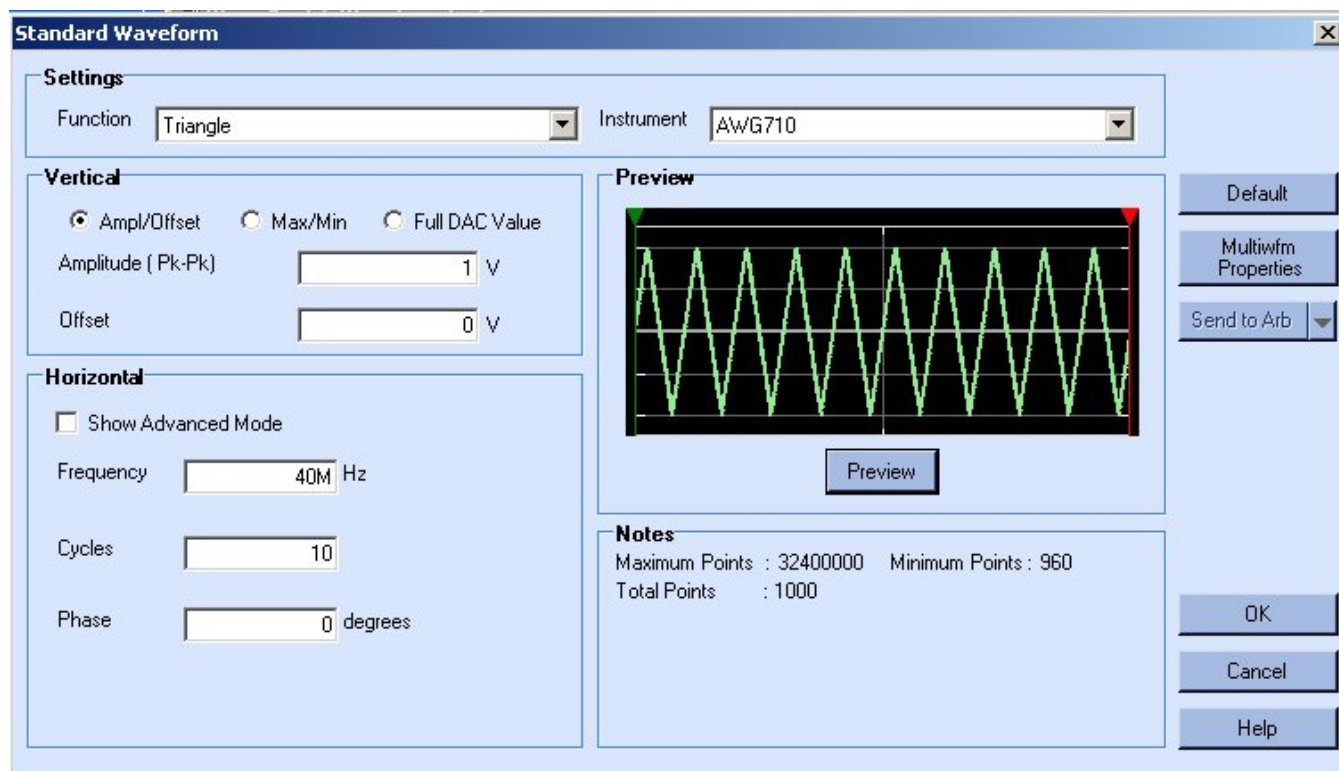 Standard Waveform
Settings
Function Triangle Instrument AWG710
Vertical
Ampl/Offset Max/Min Full DAC Value
Amplitude ( Pk-Pk) 1 V
Offset 0 V
Horizontal
Show Advanced Mode
Frequency 40M Hz
Cycles 10
Phase 0 degrees
Preview
Preview
Notes
Maximum Points : 32400000 Minimum Points : 960
Total Points : 1000
Default
Multiwfm
Properties
Send to Arb
OK
Cancel
Help